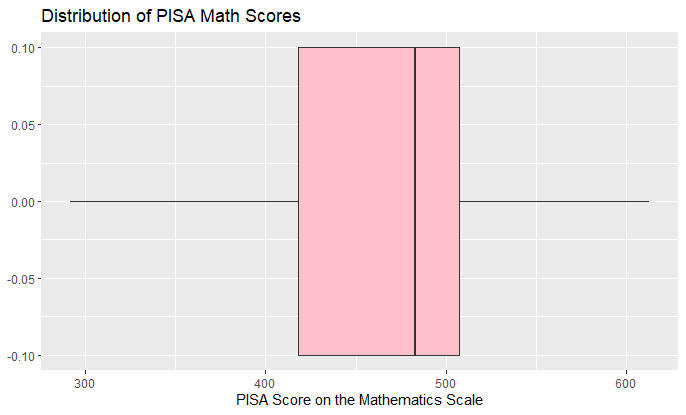 Distribution of PISA Math Scores
0.10
0.05
0.00
-0.05
-0.10
300 400 500 600
PISA Score on the Mathematics Scale